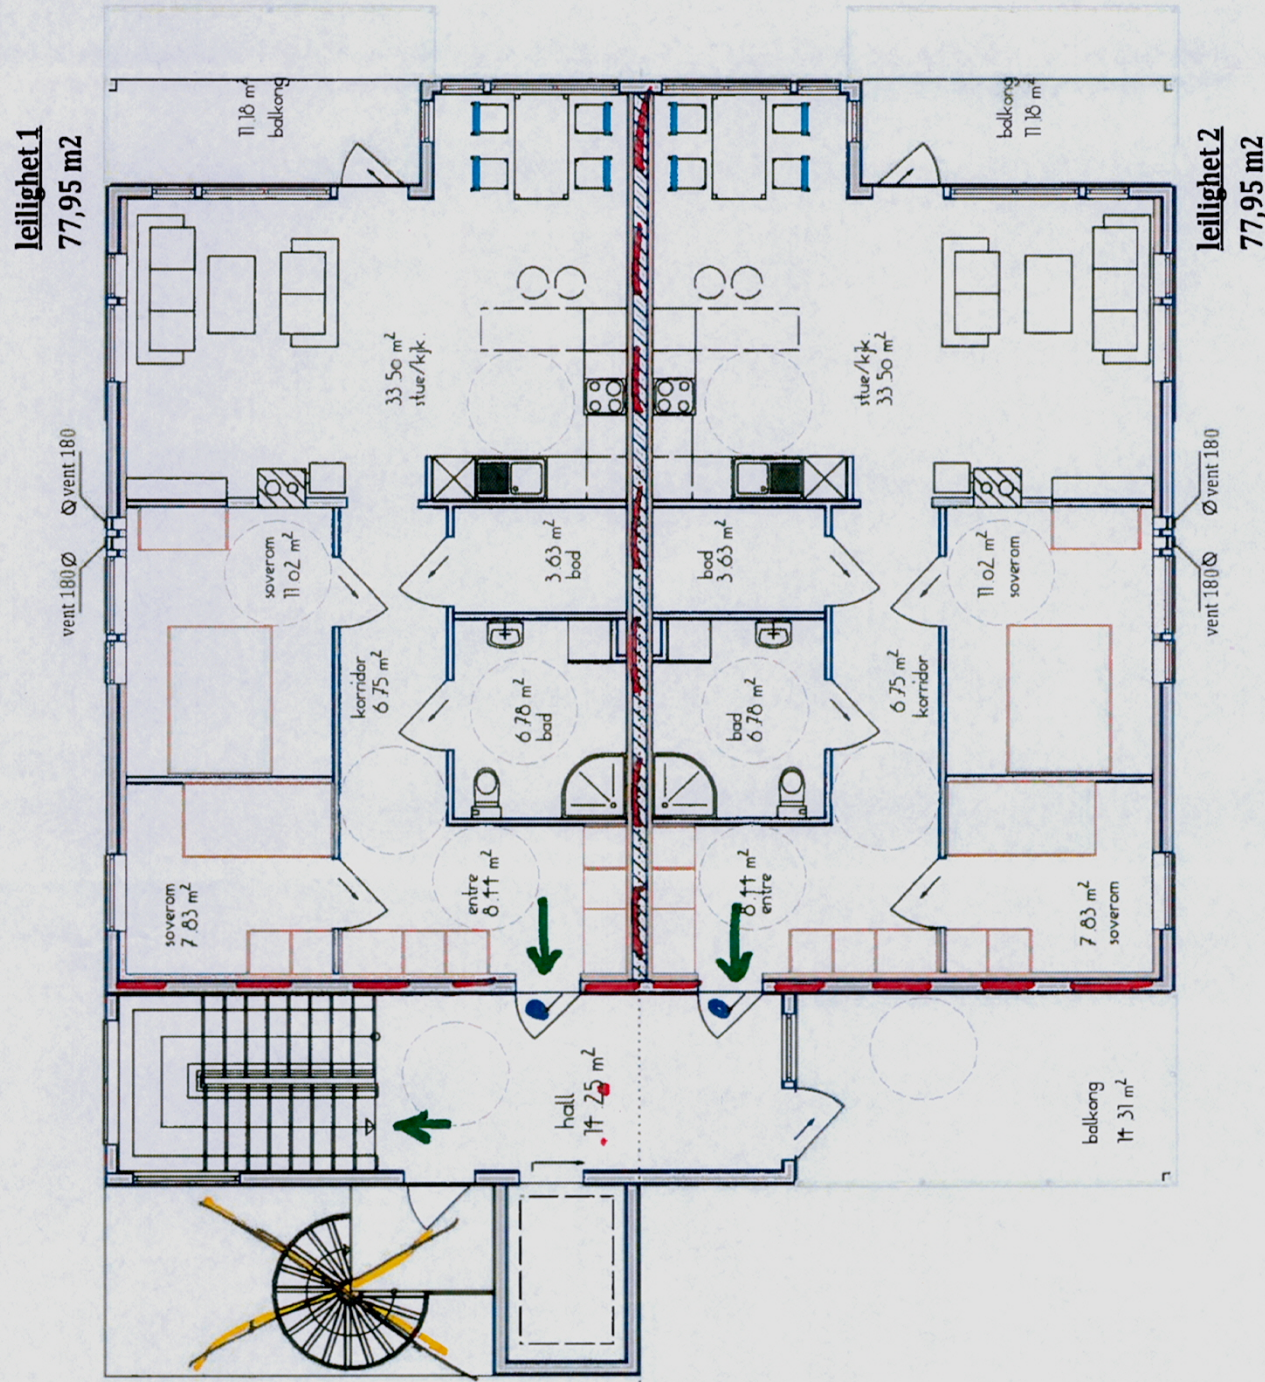 leilighet 1
77,95 m2
11.18 m²
balkong
balkong
11.18 m²
leilighet 2
77,95 m2
33.50 m²
stue/kjk.
stue/kjk.
33.50 m²
Ø vent 180
vent 180 Ø
Ø vent 180
vent 180 Ø
soverom
11.02 m²
3.63 m²
bod
bod
3.63 m²
11.02 m²
soverom
korridor
6.75 m²
6.78 m²
bad
bad
6.78 m²
6.75 m²
korridor
soverom
7.83 m²
entre
8.44 m²
8.44 m²
entre
7.83 m²
soverom
hall
14.25 m²
balkong
14.31 m²